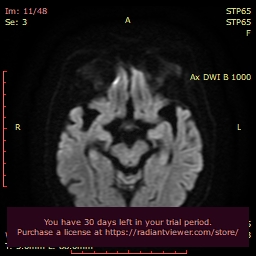 Im: 11/48
STP65
Se: 3
STP65
A
F
Ax DWI B 1000
R
L
You have 30 days left in your trial period.
Purchase a license at https://radiantviewer.com/store/